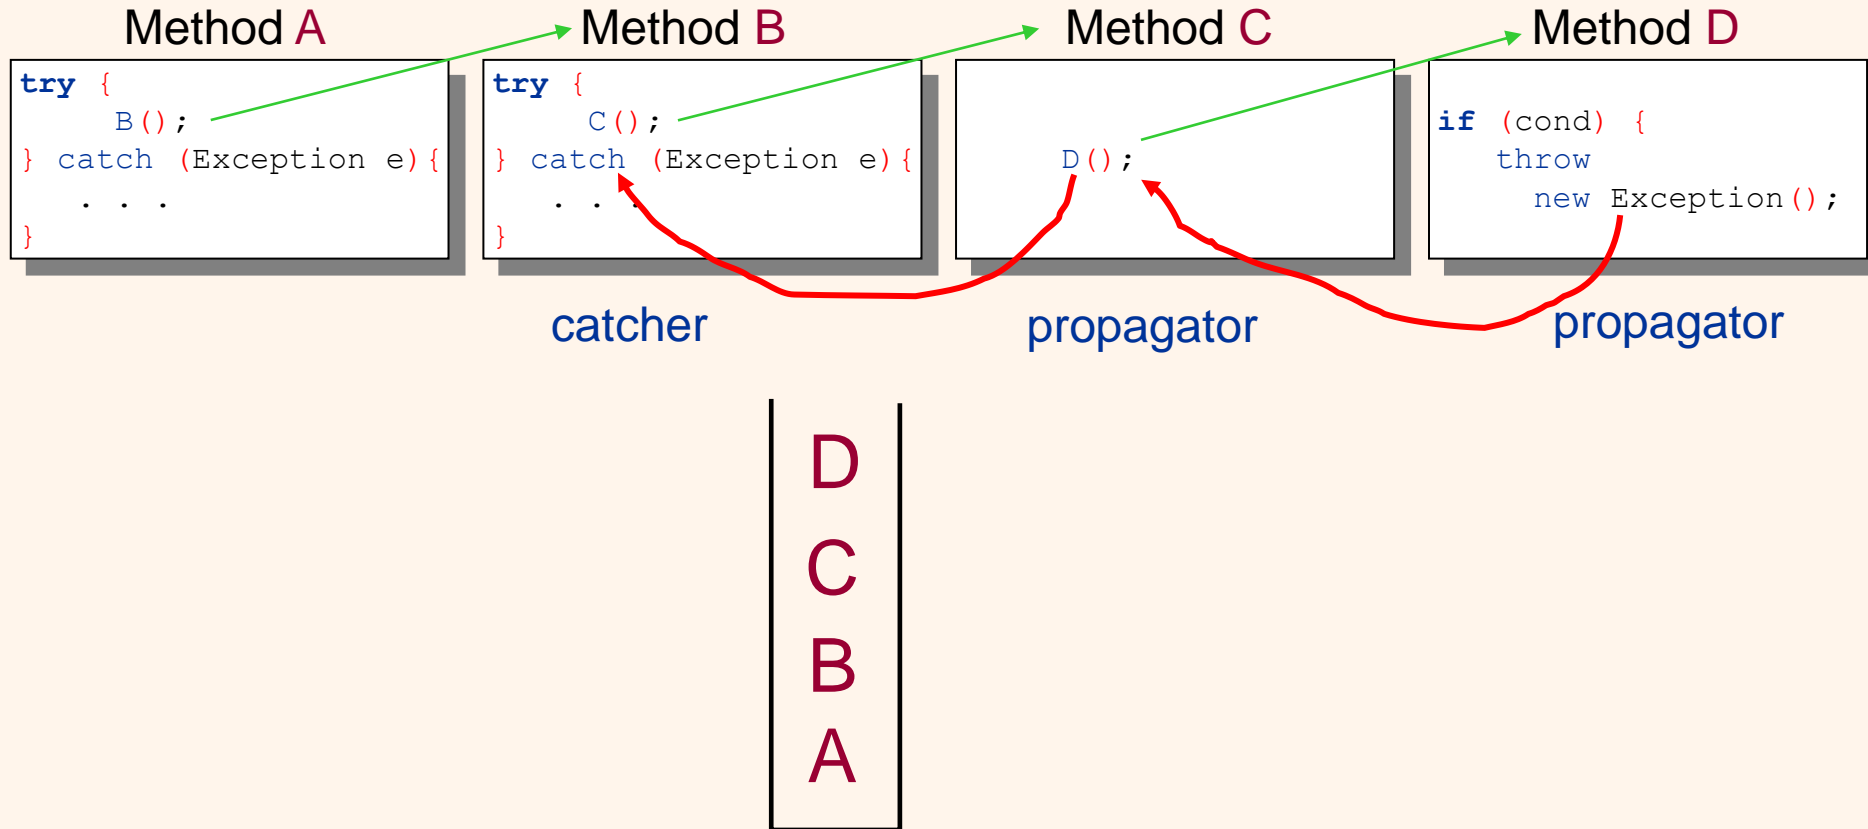 Method A
try {
B();
} catch (Exception e){
. . .
}
Method B
try {
C();
} catch (Exception e){
. . .
}
catcher
Method C
D();
propagator
Method D
if (cond) {
throw
new Exception();
propagator
D
C
B
A